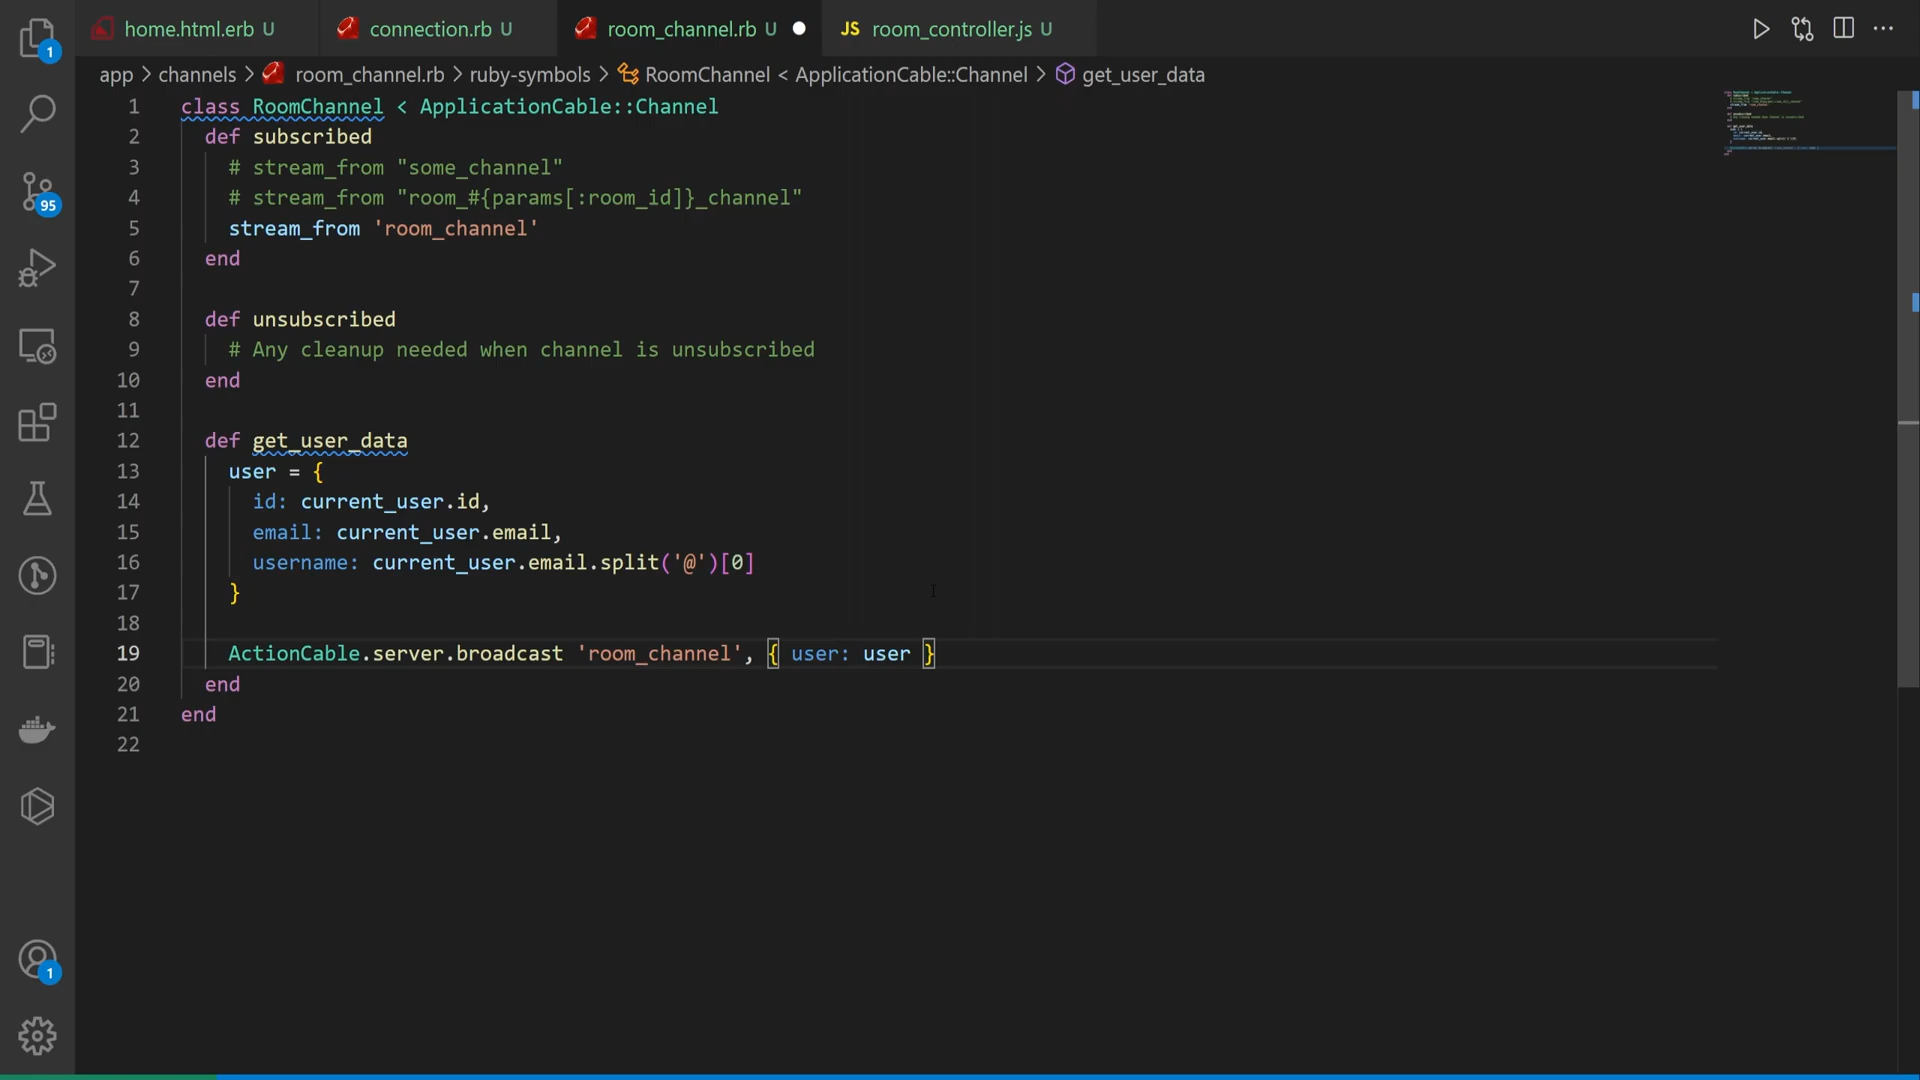 home.html.erb U
connection.rb U
room_channel.rb U
JS room_controller.js U
app > channels > room_channel.rb > ruby-symbols > RoomChannel < ApplicationCable::Channel > get_user_data
1 class RoomChannel < ApplicationCable::Channel
2 def subscribed
3 # stream_from "some_channel"
4 # stream_from "room_#{params[:room_id]}_channel"
5 stream_from 'room_channel'
6 end
7
8 def unsubscribed
9 # Any cleanup needed when channel is unsubscribed
10 end
11
12 def get_user_data
13 user = {
14 id: current_user.id,
15 email: current_user.email,
16 username: current_user.email.split('@')[0]
17 }
18
19 ActionCable.server.broadcast 'room_channel', { user: user }
20 end
21 end
22
1
95
1